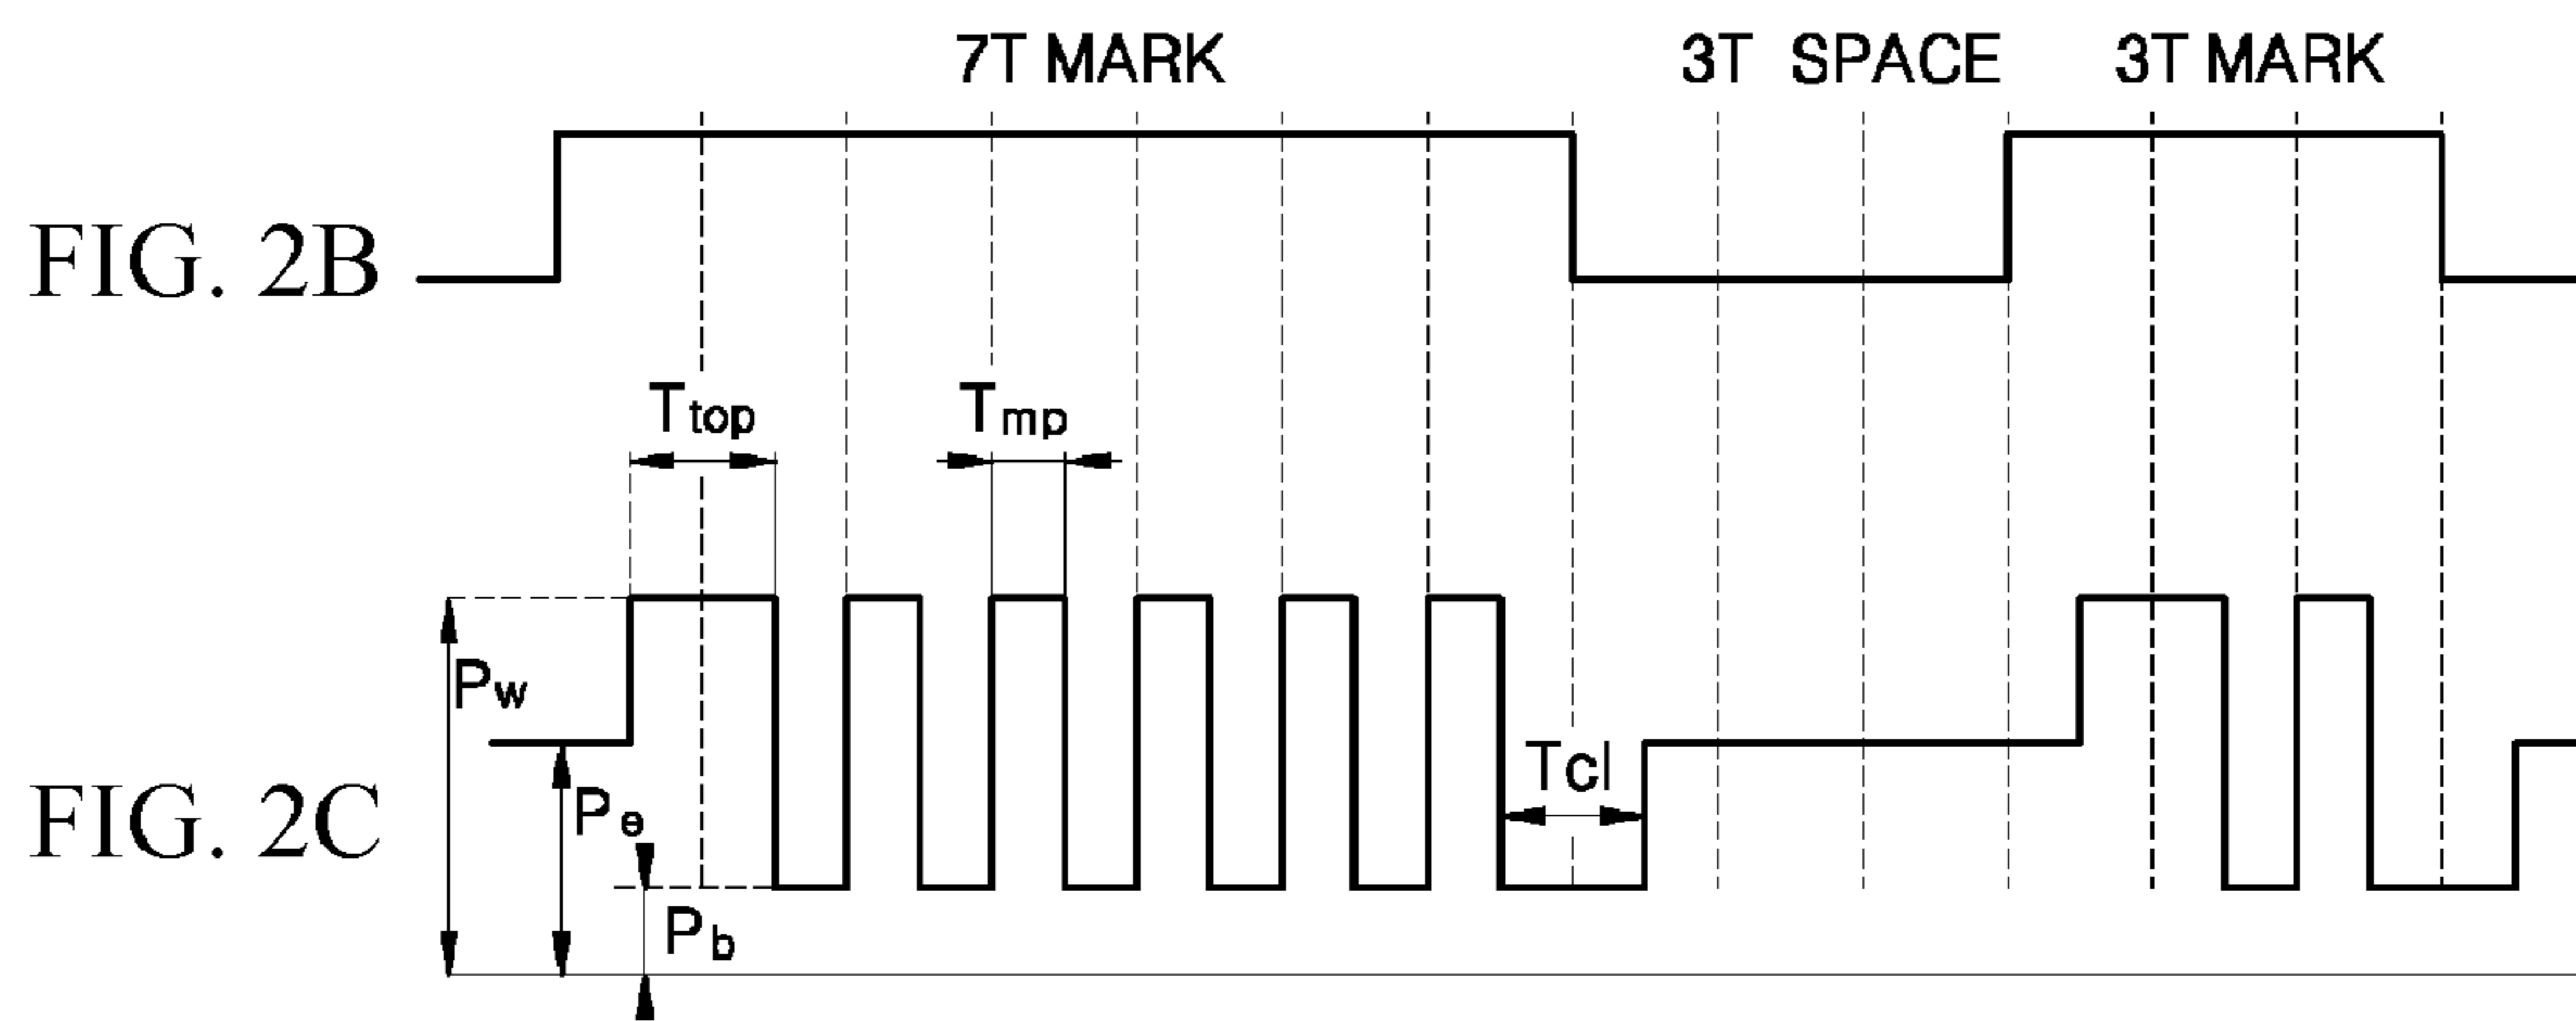 7T MARK 3T SPACE 3T MARK
FIG. 2B
Ttop Tmp
Pw
Tcl
Pe
FIG. 2C
Pb